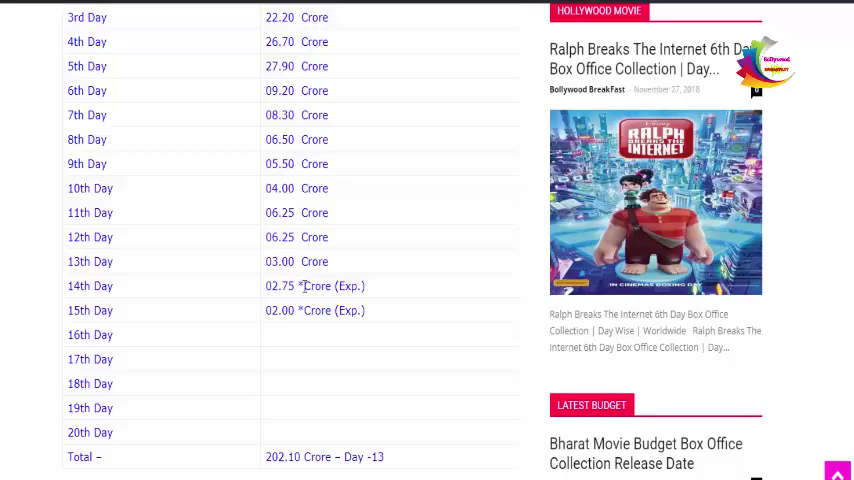 3rd Day 22.20 Crore
4th Day 26.70 Crore
5th Day 27.90 Crore
6th Day 09.20 Crore
7th Day 08.30 Crore
8th Day 06.50 Crore
9th Day 05.50 Crore
10th Day 04.00 Crore
11th Day 06.25 Crore
12th Day 06.25 Crore
13th Day 03.00 Crore
14th Day 02.75 *Crore (Exp.)
15th Day 02.00 *Crore (Exp.)
16th Day
17th Day
18th Day
19th Day
20th Day
Total – 202.10 Crore – Day -13
HOLLYWOOD MOVIE
Ralph Breaks The Internet 6th Day
Box Office Collection | Day...
Bollywood BreakFast - November 27, 2018
Bollywood
Disney
RALPH
BREAKS THE
INTERNET
IN CINEMAS BOXING DAY
Ralph Breaks The Internet 6th Day Box Office
Collection | Day Wise | Worldwide Ralph Breaks The
Internet 6th Day Box Office Collection | Day...
LATEST BUDGET
Bharat Movie Budget Box Office
Collection Release Date